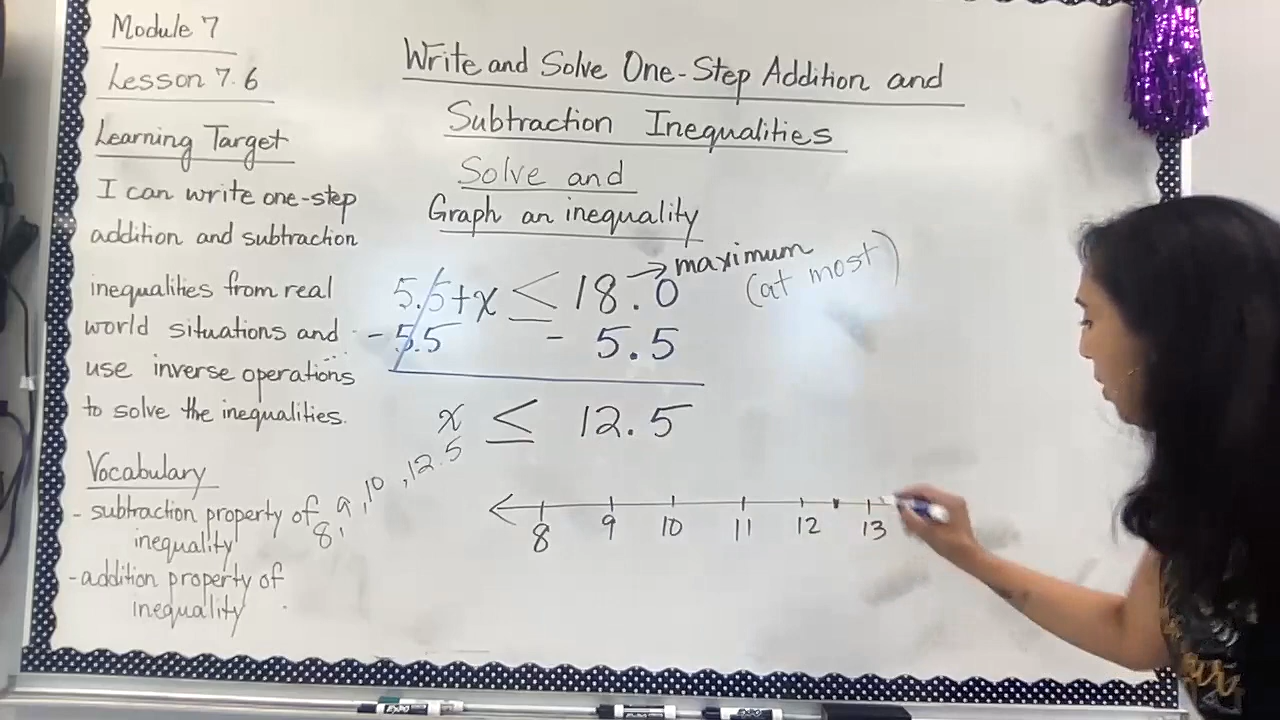 Module 7
Lesson 7.6
Learning Target
I can write one-step
addition and subtraction
inequalities from real
world situations and
use inverse operations
to solve the inequalities.
Vocabulary
- subtraction property of
inequality
- addition property of
inequality
Write and Solve One-Step Addition and
Subtraction Inequalities
Solve and
Graph an inequality
5.5+x ≤ 18.0 → maximum
(at most)
- 5.5 - 5.5
x ≤ 12.5
8, 9, 10, 12.5
8 9 10 11 12 13
EXPO
EXPO
EXPO